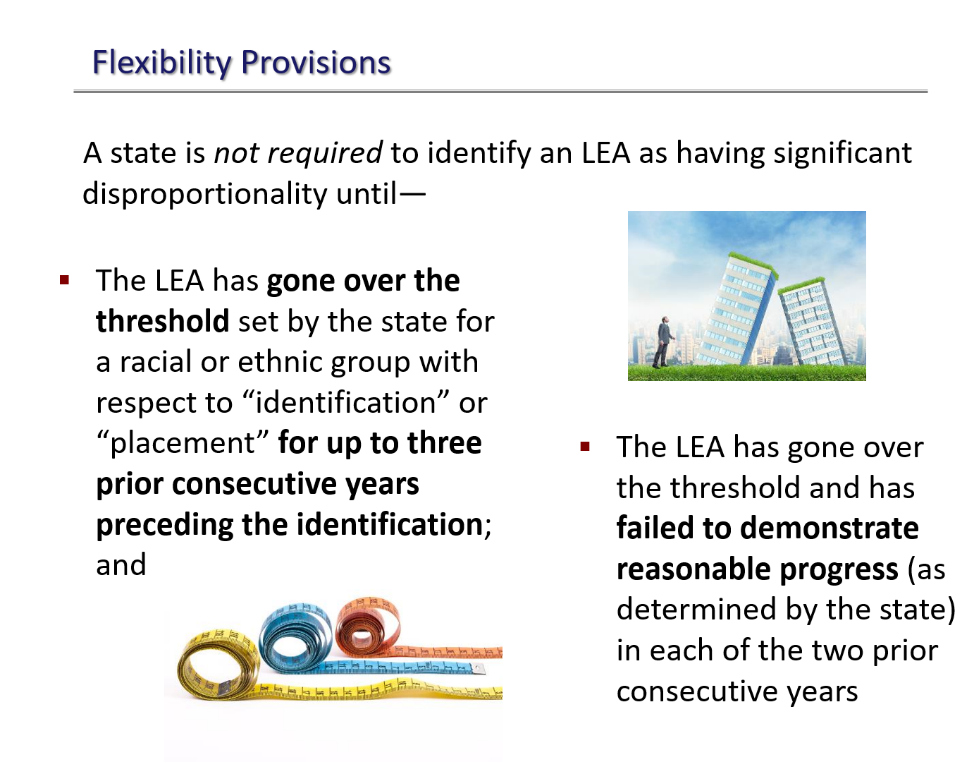 Flexibility Provisions
A state is not required to identify an LEA as having significant
disproportionality until—
▪ The LEA has gone over the
threshold set by the state for
a racial or ethnic group with
respect to “identification” or
“placement” for up to three
prior consecutive years
preceding the identification;
and
▪ The LEA has gone over
the threshold and has
failed to demonstrate
reasonable progress (as
determined by the state)
in each of the two prior
consecutive years